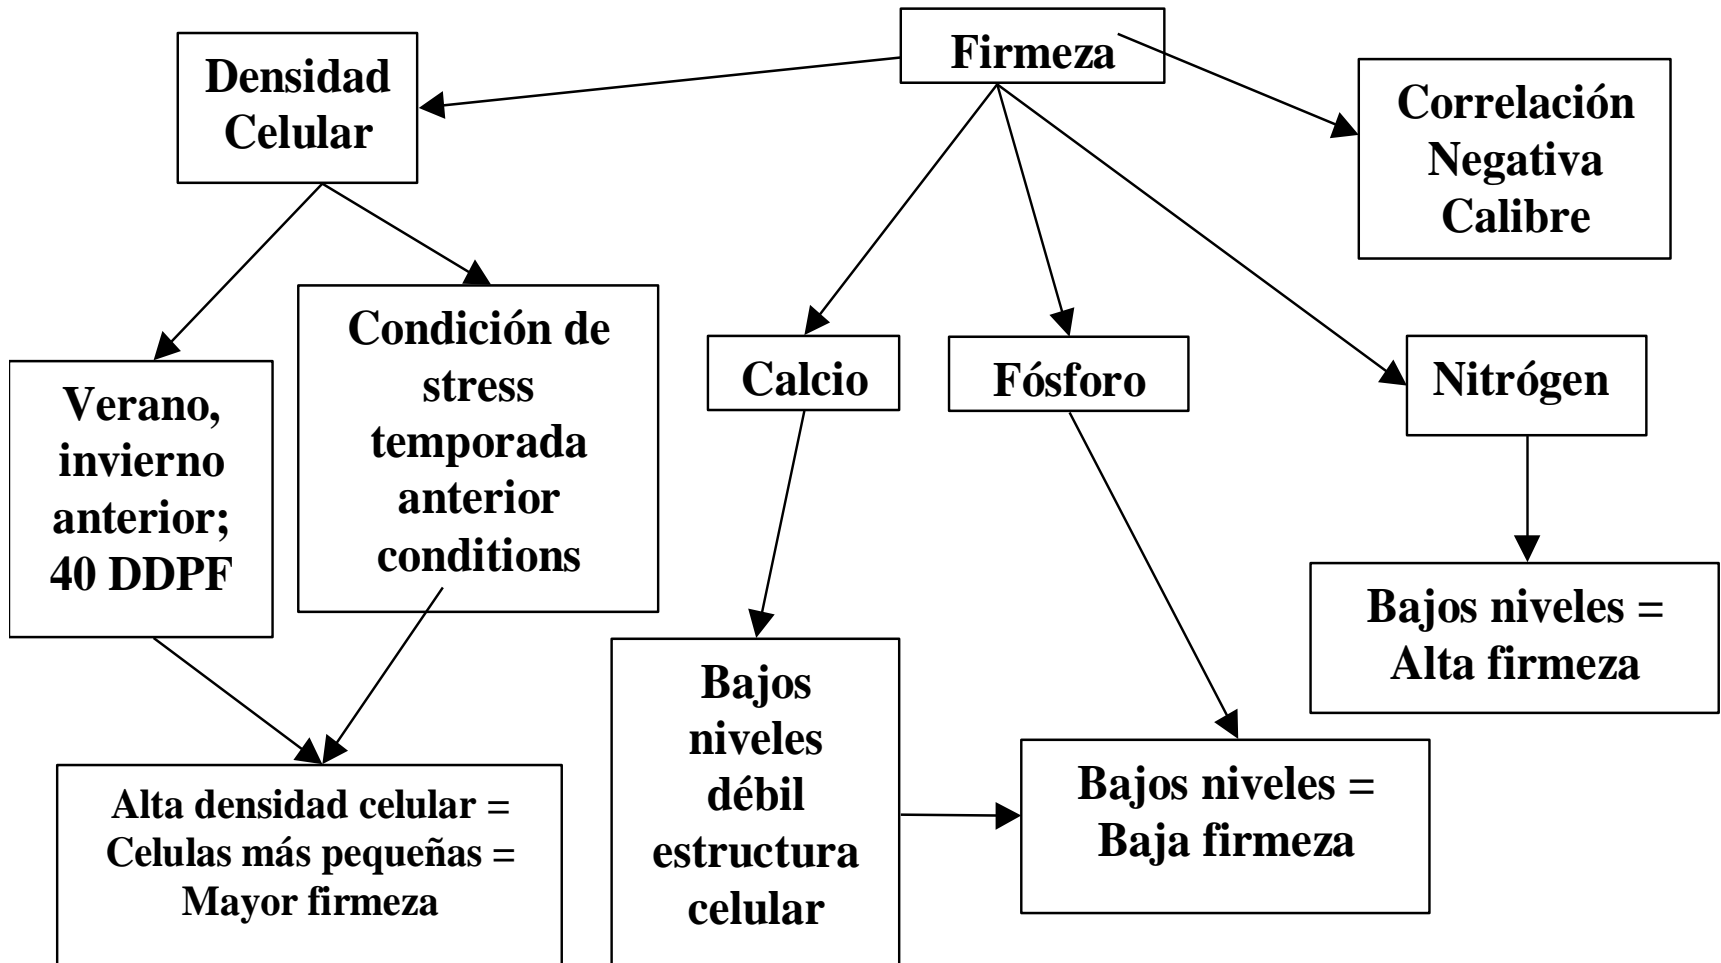 Firmeza
Densidad
Celular
Correlación
Negativa
Calibre
Condición de
stress
temporada
anterior
conditions
Verano,
invierno
anterior;
40 DDPF
Calcio
Fósforo
Nitrógen
Bajos niveles =
Alta firmeza
Bajos
niveles
débil
estructura
celular
Bajos niveles =
Baja firmeza
Alta densidad celular =
Celulas más pequeñas =
Mayor firmeza